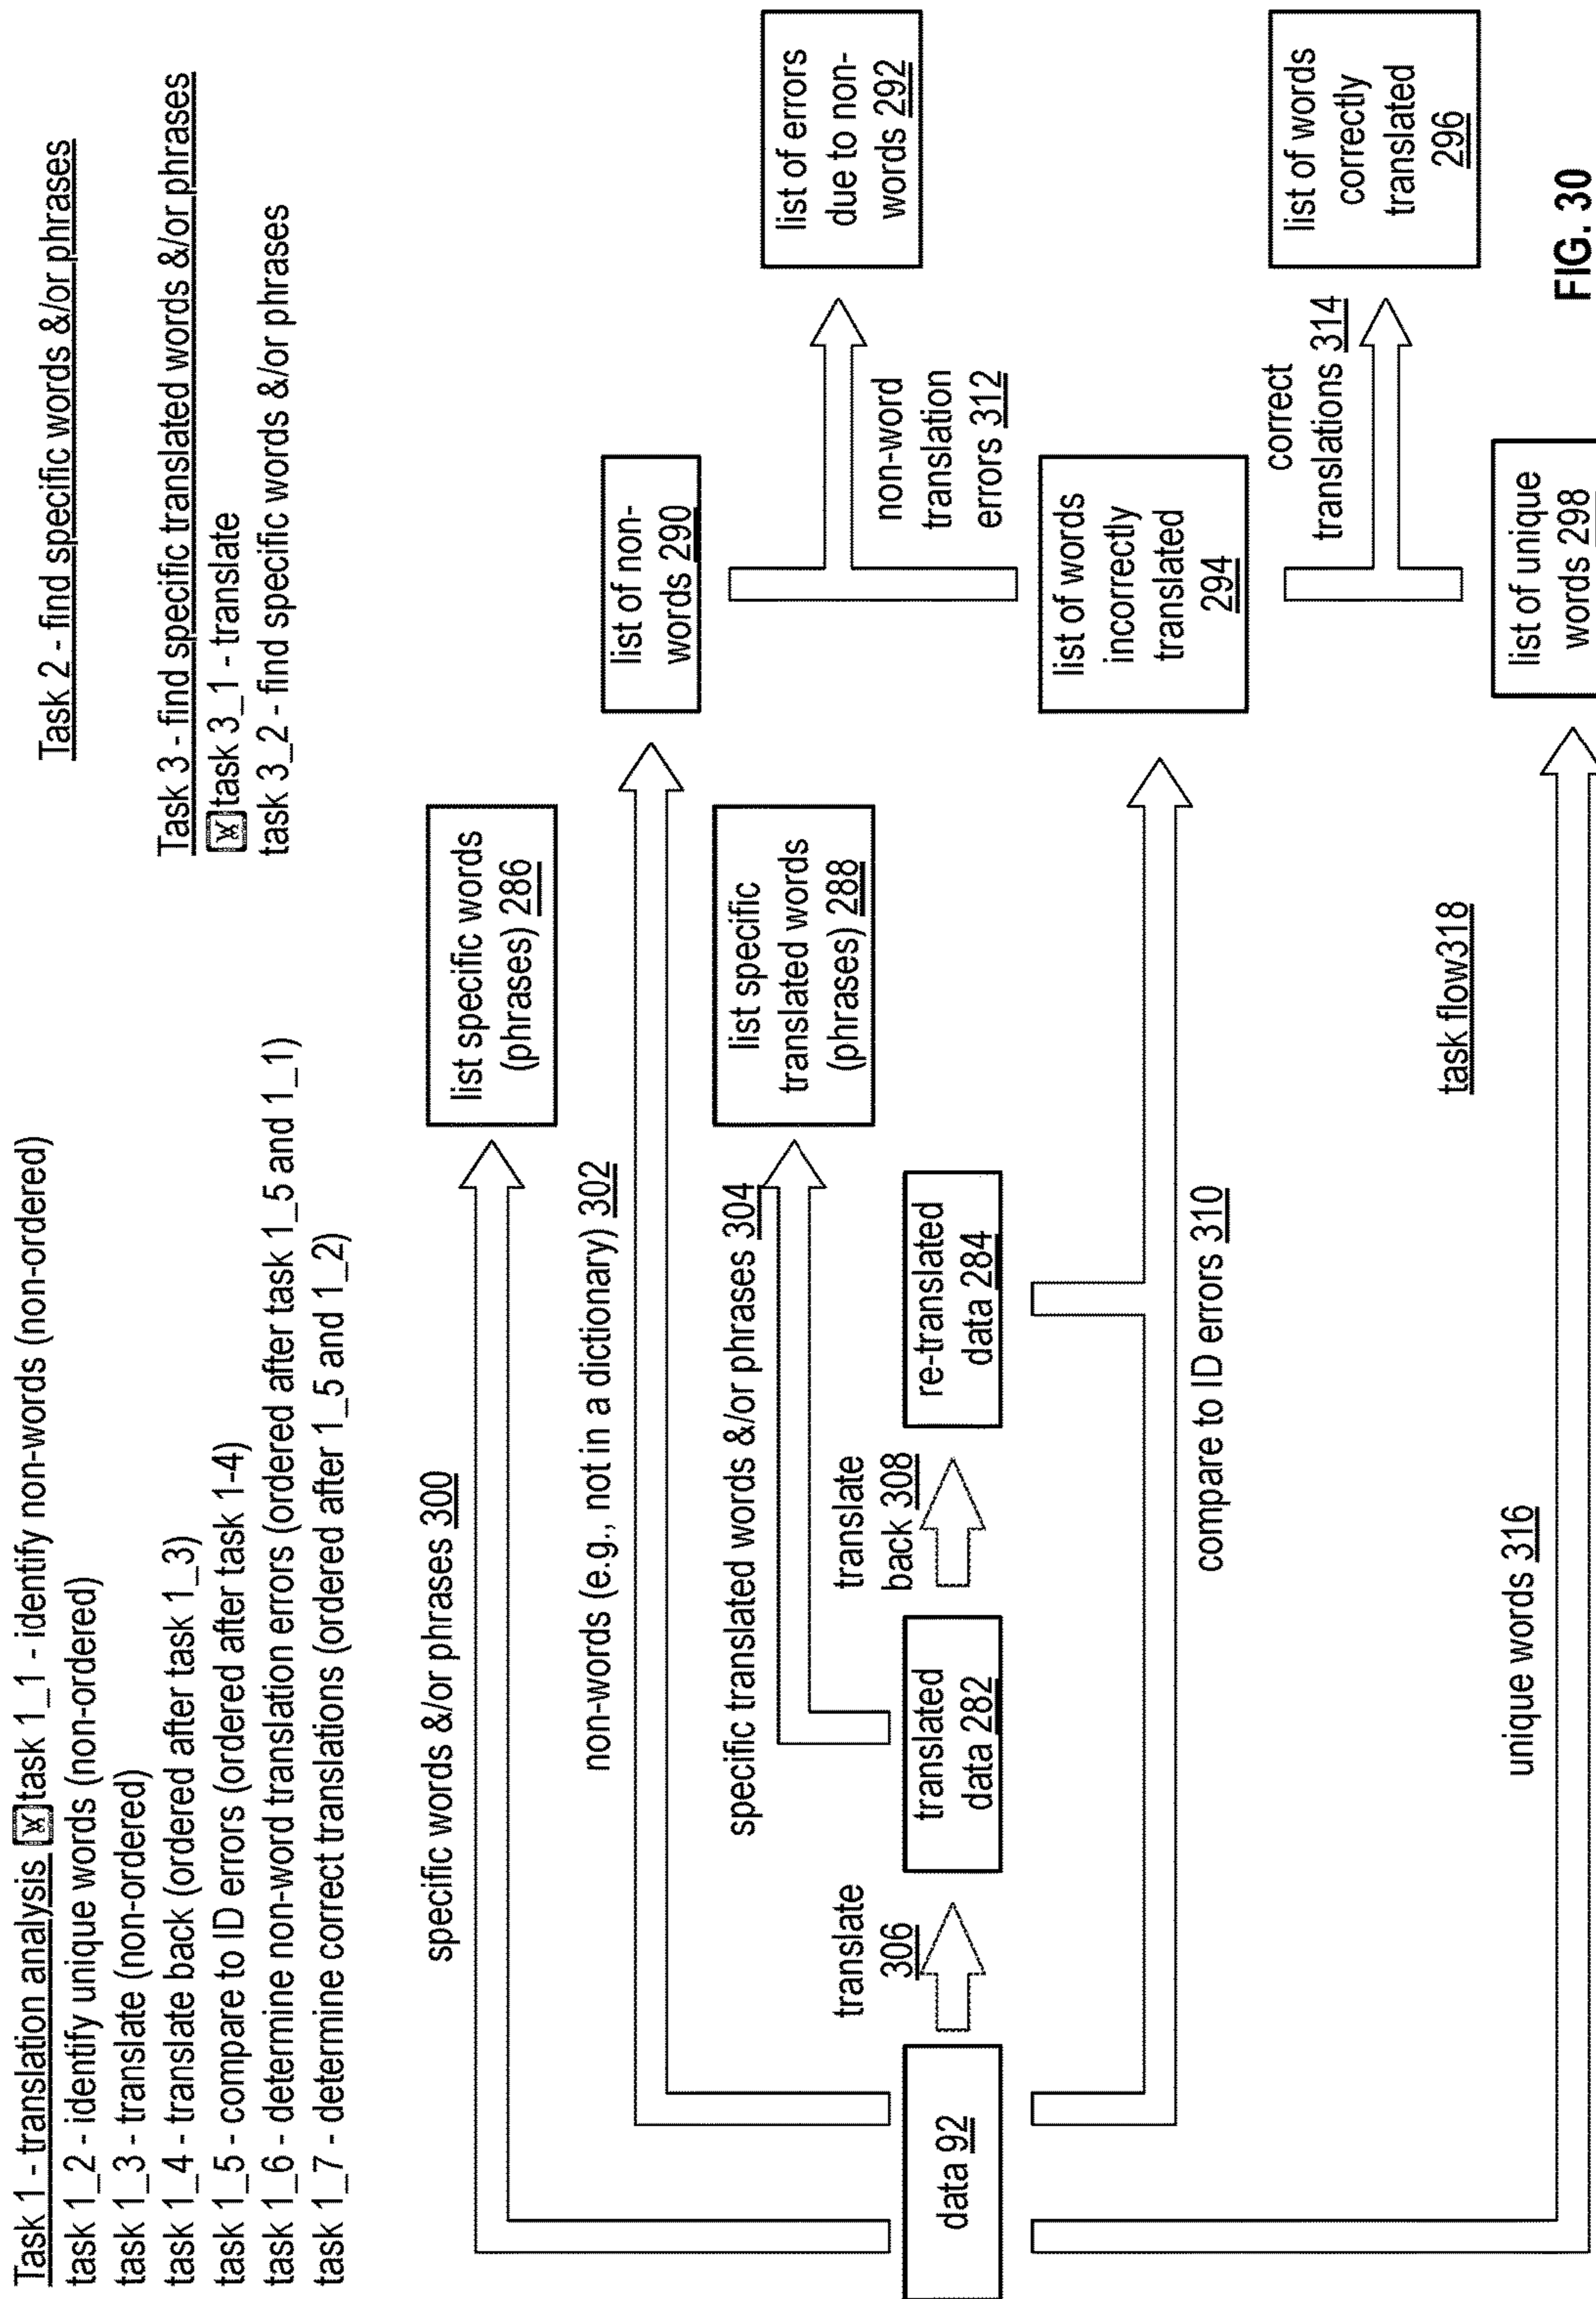 Task 1 - translation analysis task 1_1 - identify non-words (non-ordered)
task 1_2 - identify unique words (non-ordered)
task 1_3 - translate (non-ordered)
task 1_4 - translate back (ordered after task 1_3)
task 1_5 - compare to ID errors (ordered after task 1-4)
task 1_6 - determine non-word translation errors (ordered after task 1_5 and 1_1)
task 1_7 - determine correct translations (ordered after 1_5 and 1_2)
Task 2 - find specific words &/or phrases
Task 3 - find specific translated words &/or phrases
task 3_1 - translate
task 3_2 - find specific words &/or phrases
specific words &/or phrases 300
list specific words
(phrases) 286
non-words (e.g., not in a dictionary) 302
list of non-
words 290
specific translated words &/or phrases 304
list specific
translated words
(phrases) 288
list of errors
due to non-
words 292
non-word
translation
errors 312
data 92
translate
306
translated
data 282
translate
back 308
re-translated
data 284
compare to ID errors 310
list of words
incorrectly
translated
294
correct
translations 314
list of words
correctly
translated
296
task flow318
unique words 316
list of unique
words 298
FIG. 30